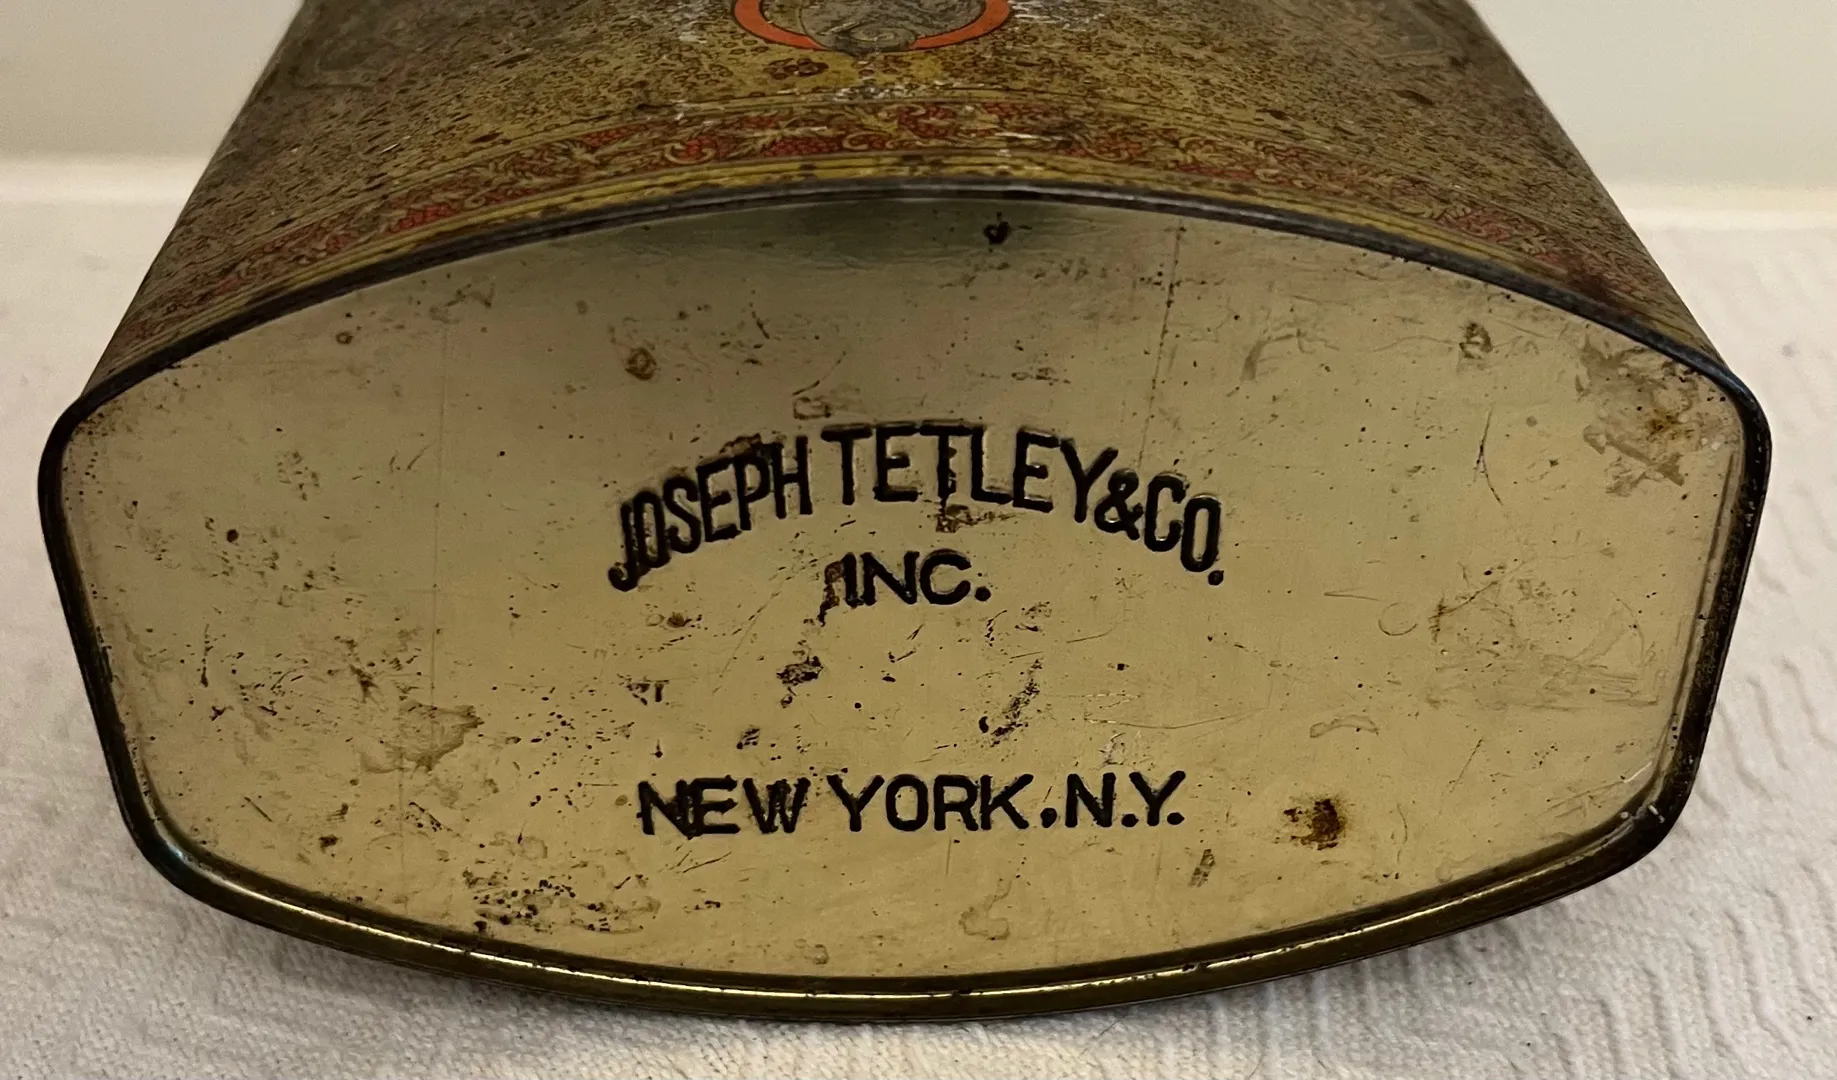 JOSEPH TETLEY & CO.
INC.
NEW YORK. N.Y.